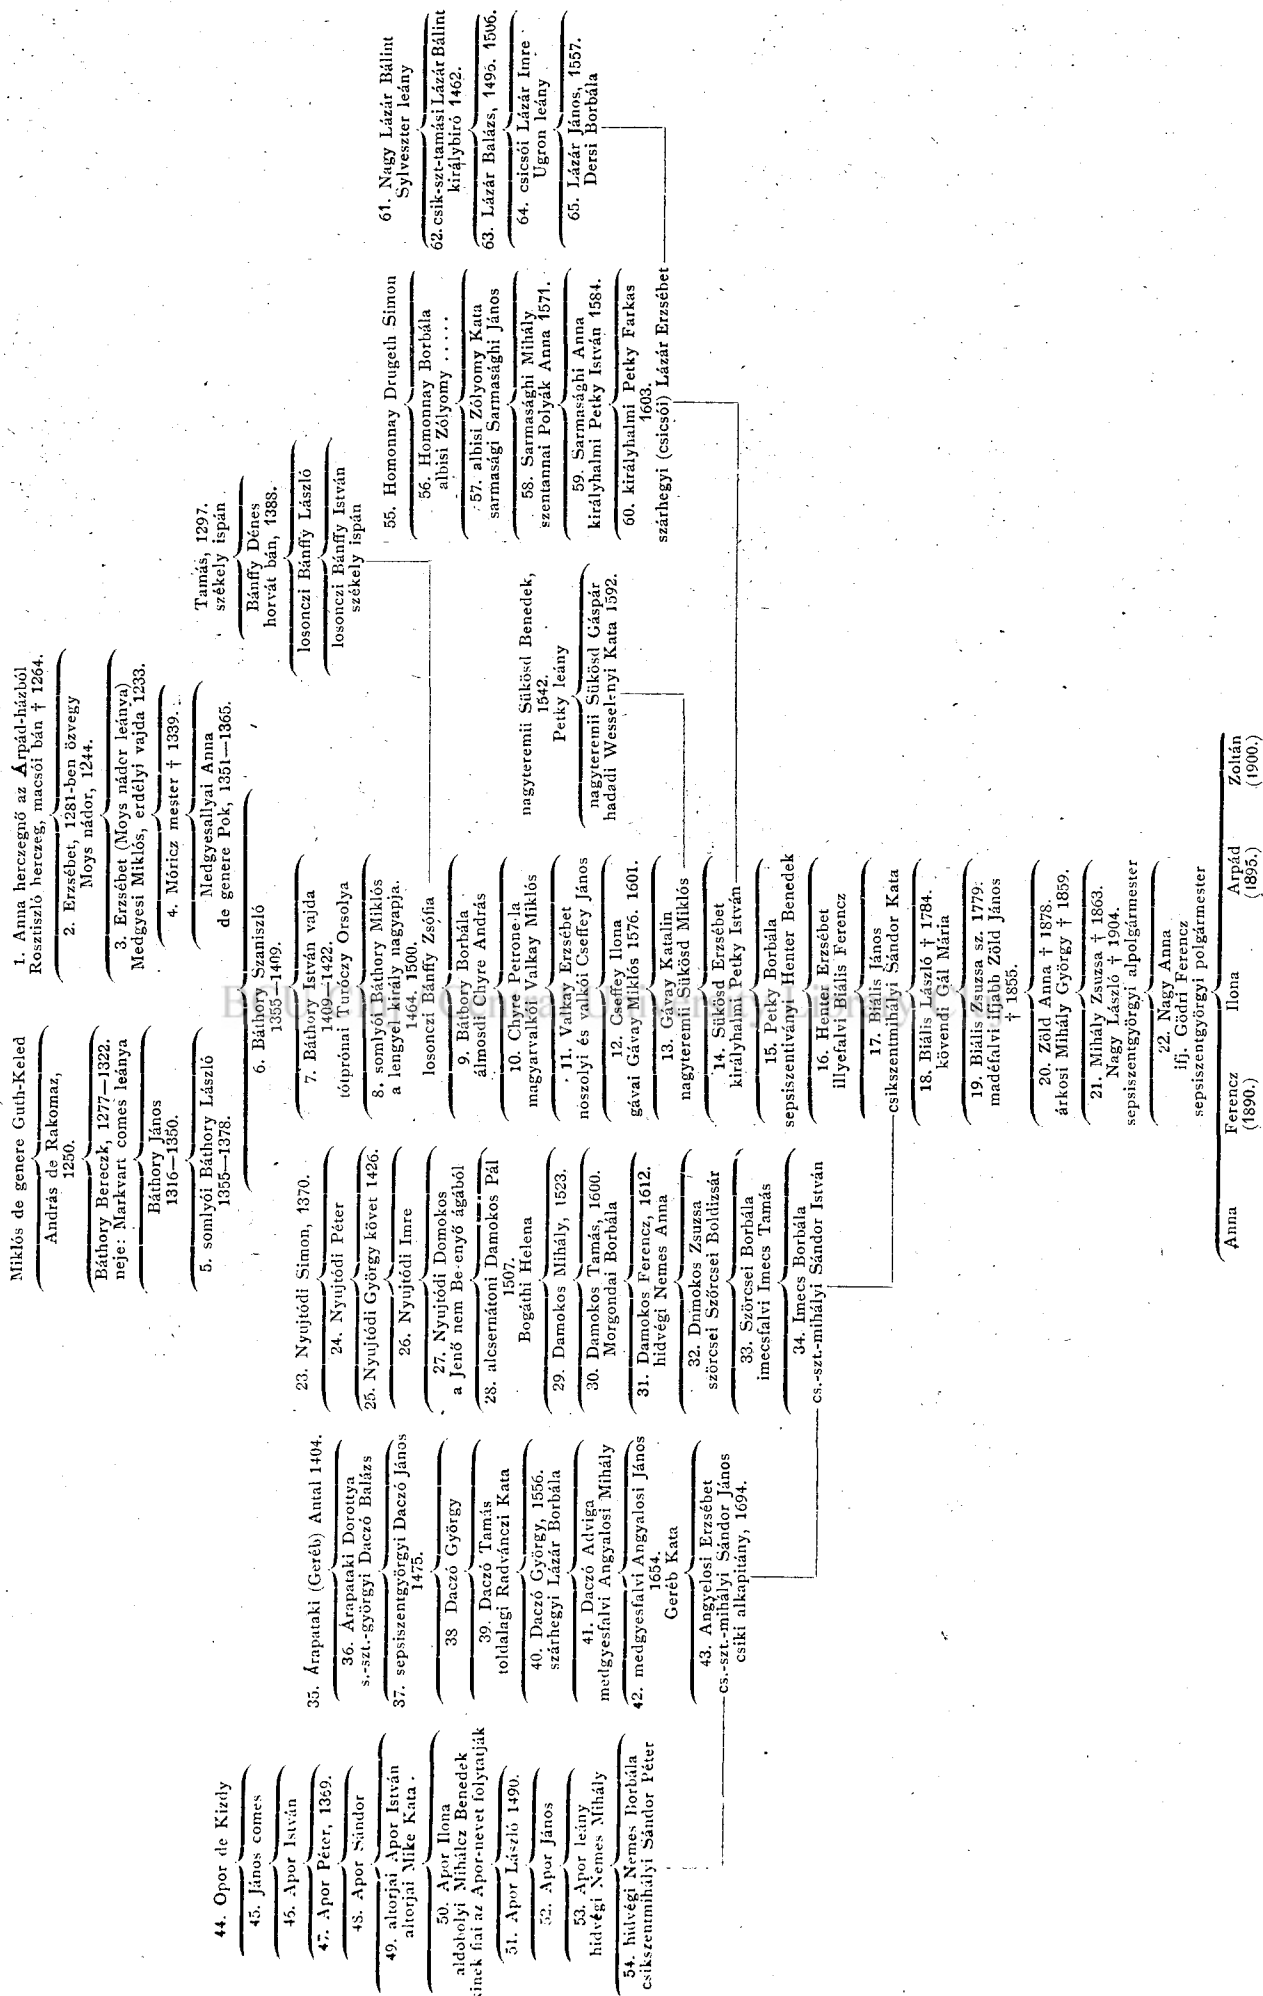 Miklós de genere Guth-Keled
András de Rakomaz,
1250.
Báthory Bereczk, 1277—1322.
neje: Markvart comes leánya
Báthory János
1316—1350.
5. somlyói Báthory László
1355—1378.
1. Anna herczegnő az Árpád-házból
Rosztiszló herczeg, macsói bán † 1264.
2. Erzsébet, 1281-ben özvegy
Moys nádor, 1244.
3. Erzsébet (Moys nádor leánya)
Medgyesi Miklós, erdélyi vajda 1233.
4. Móricz mester † 1339.
Medgyesallyai Anna
de genere Pok, 1351—1365.
6. Báthory Szaniszló
1355—1409.
7. Báthory István vajda
1409—1422.
tótprónai Turóczy Orsolya
8. somlyói Báthory Miklós
a lengyel király nagyapja.
1464. 1500.
losonczi Bánffy Zsófia
Tamás, 1297.
székely ispán
Bánffy Dénes
horvát bán, 1388.
losonczi Bánffy László
losonczi Bánffy István
székely ispán
9. Bátbory Borbála
álmosdi Chyre András
10. Chyre Petronella
magyarvalkói Valkay Miklós
11. Valkay Erzsébet
noszolyi és valkói Cseffey János
12. Cseffey Ilona
gávai Gávay Miklós 1576. 1601.
13. Gávay Katalin
nagyteremii Sükösd Miklós
nagyteremii Sükösd Benedek,
1542.
Petky leány
nagyteremii Sükösd Gáspár
hadadi Wesselényi Kata 1592.
14. Sükösd Erzsébet
királyhalmi Petky István
55. Homonnay Drugeth Simon
56. Homonnay Borbála
albisi Zólyomy .....
57. albisi Zólyomy Kata
sarmasági Sarmasághi János
58. Sarmasághi Mihály
szentannai Polyák Anna 1571.
59. Sarmasághi Anna
királyhalmi Petky István 1584.
60. királyhalmi Petky Farkas
1603.
szárhegyi (csicsói) Lázár Erzsébet
61. Nagy Lázár Bálint
Sylveszter leány
62. csik-szt-tamási Lázár Bálint
királybiró 1462.
63. Lázár Balázs, 1495. 1506.
64. csicsói Lázár Imre
Ugron leány
65. Lázár János, 1557.
Dersi Borbála
15. Petky Borbála
sepsiszentiványi Henter Benedek
16. Henter Erzsébet
illyefalvi Biális Ferencz
17. Biális János
csikszentmihályi Sándor Kata
23. Nyujtódi Simon, 1370.
24. Nyujtódi Péter
25. Nyujtódi György követ 1426.
26. Nyujtódi Imre
27. Nyujtódi Domokos
a Jenő nem Beenyő ágából
28. alcsernátoni Damokos Pál
1507.
Bogáthi Helena
29. Damokos Mihály, 1523.
30. Damokos Tamás, 1600.
Morgondai Borbála
31. Damokos Ferencz, 1612.
hidvégi Nemes Anna
32. Dnmokos Zsuzsa
szörcsei Szőrcsei Boldizsár
33. Szörcsei Borbála
imecsfalvi Imecs Tamás
34. Imecs Borbála
cs.-szt.-mihályi Sándor István
35. Árapataki (Geréb) Antal 1404.
36. Árapataki Dorottya
s.-szt.-györgyi Daczó Balázs
37. sepsiszentgyörgyi Daczó János
1475.
38 Daczó György
39. Daczó Tamás
toldalagi Radvánczi Kata
40. Daczó György, 1556.
szárhegyi Lázár Borbála
41. Daczó Adviga
medgyesfalvi Angyalosi Mihály
42. medgyesfalvi Angyalosi János
1654.
Geréb Kata
43. Angyelosi Erzsébet
cs.-szt.-mihályi Sándor János
csiki alkapitány, 1694.
44. Opor de Kizdy
45. János comes
46. Apor István
47. Apor Péter, 1369.
48. Apor Sándor
49. altorjai Apor István
altorjai Mike Kata
50. Apor Ilona
aldobolyi Mihálcz Benedek
kinek fiai az Apor-nevet folytatják
51. Apor László 1490.
52. Apor János
53. Apor leány
hidvégi Nemes Mihály
54. hidvégi Nemes Borbála
csikszentmihályi Sándor Péter
18. Biális László † 1784.
kövendi Gál Mária
19. Biális Zsuzsa sz. 1779.
madéfalvi ifjabb Zöld János
† 1855.
20. Zöld Anna † 1878.
árkosi Mihály György † 1859.
21. Mihály Zsuzsa † 1863.
Nagy László † 1904.
sepsiszentgyörgyi alpolgármester
22. Nagy Anna
ifj. Gödri Ferencz
sepsiszentgyörgyi polgármester
Anna
Ferencz
(1890.)
Ilona
Arpád
(1895.)
Zoltán
(1900.)